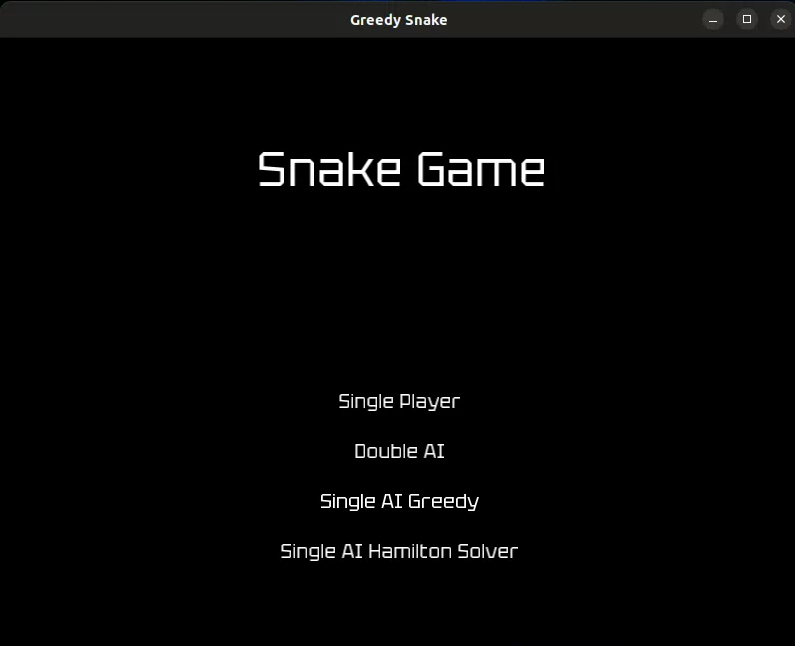 Greedy Snake
Snake Game
Single Player
Double AI
Single AI Greedy
Single AI Hamilton Solver